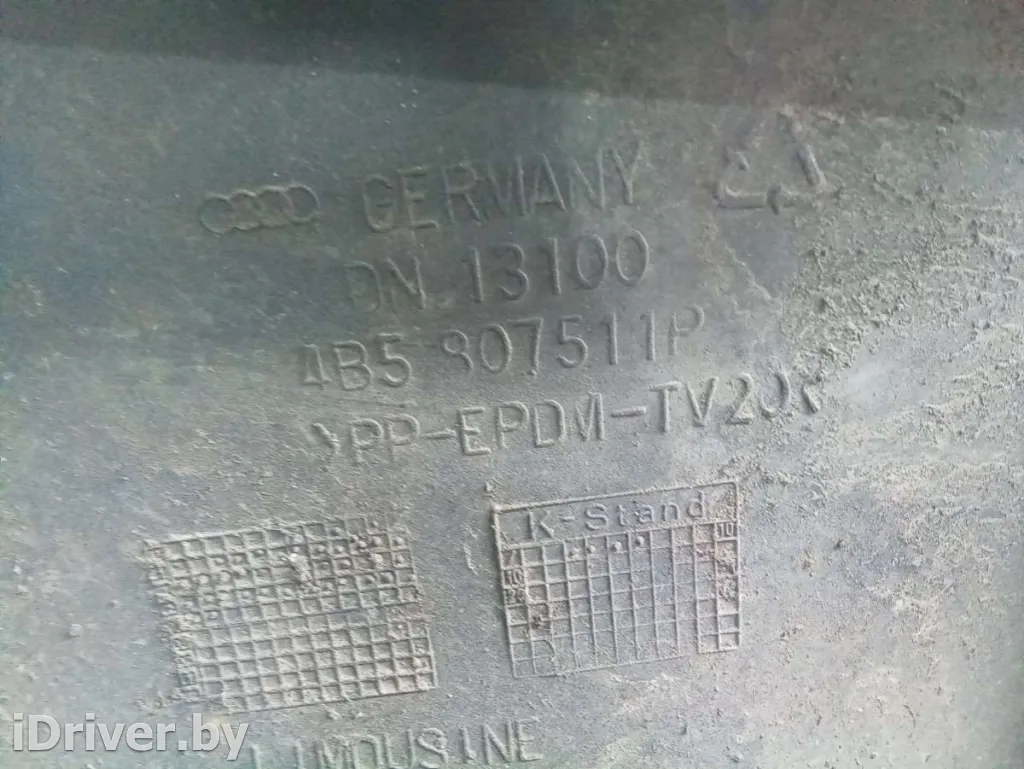 GERMANY
DN 13100
4B5 807511P
>PP-EPDM-TV20<
K-Stand
LIMOUSINE
iDriver.by